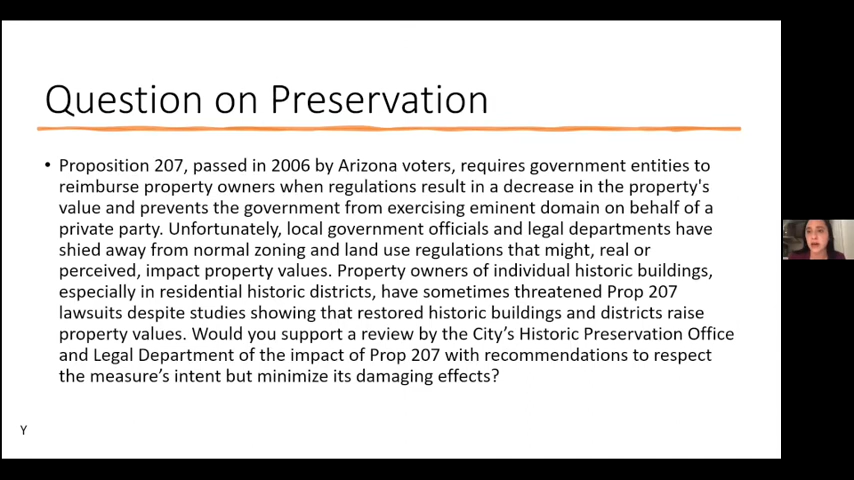 Question on Preservation
• Proposition 207, passed in 2006 by Arizona voters, requires government entities to
reimburse property owners when regulations result in a decrease in the property's
value and prevents the government from exercising eminent domain on behalf of a
private party. Unfortunately, local government officials and legal departments have
shied away from normal zoning and land use regulations that might, real or
perceived, impact property values. Property owners of individual historic buildings,
especially in residential historic districts, have sometimes threatened Prop 207
lawsuits despite studies showing that restored historic buildings and districts raise
property values. Would you support a review by the City’s Historic Preservation Office
and Legal Department of the impact of Prop 207 with recommendations to respect
the measure’s intent but minimize its damaging effects?
Y